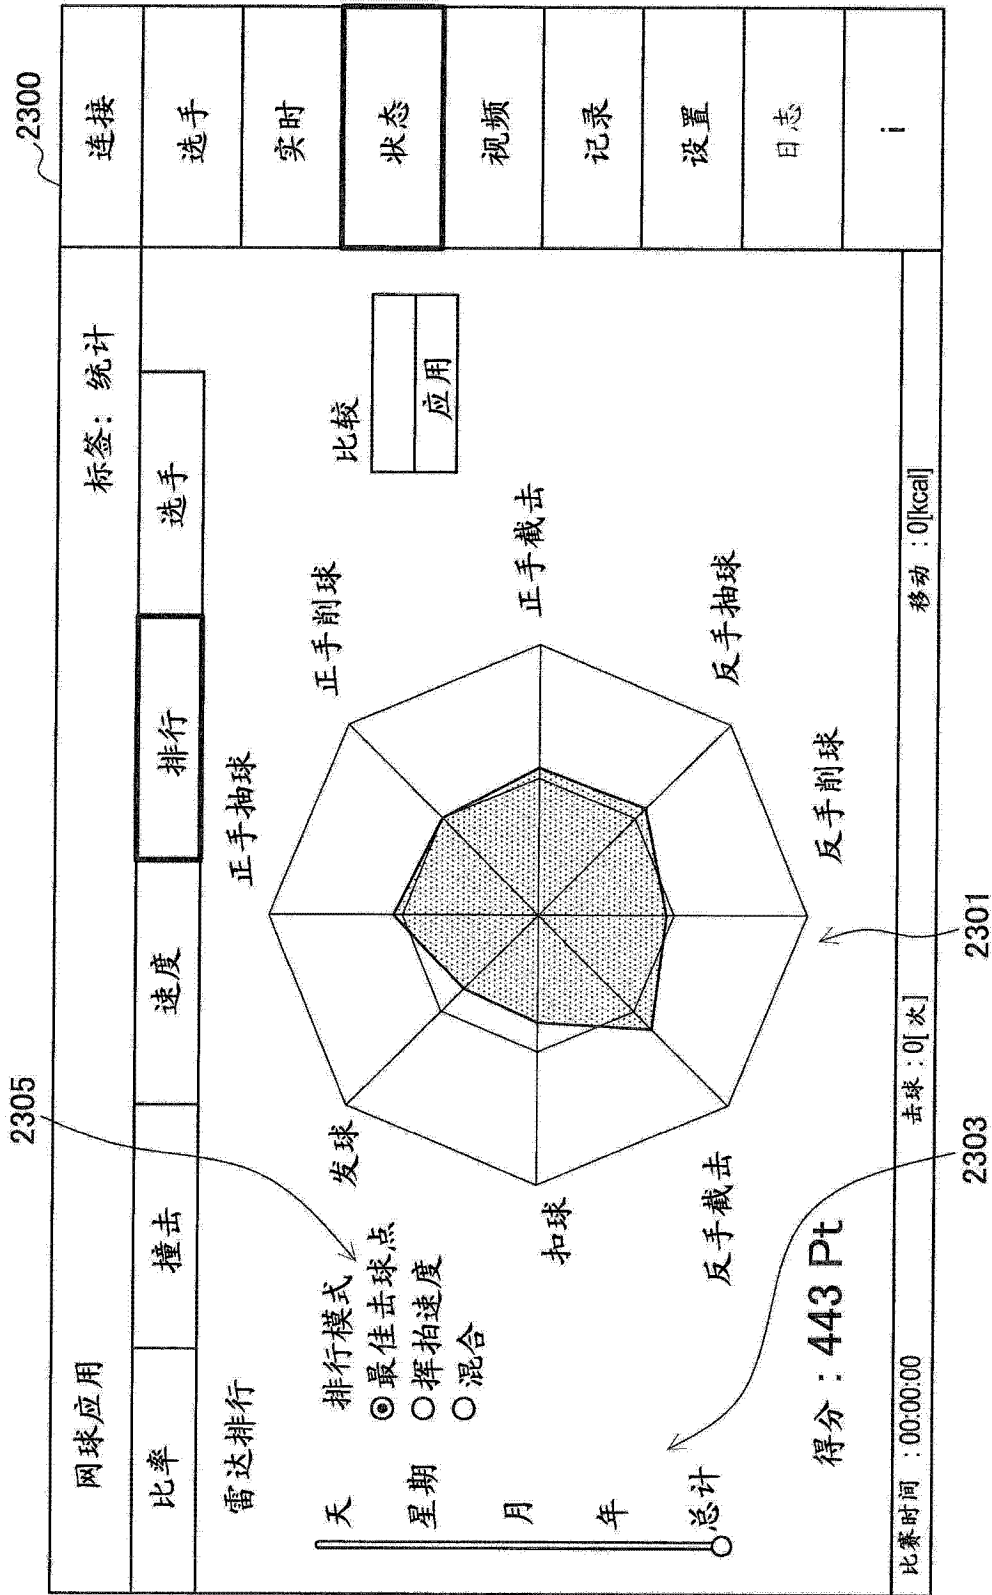 2300
网球应用
标签：统计
连接
比率
撞击
速度
排行
选手
选手
实时
状态
视频
记录
设置
日志
i
雷达排行
2305
天
星期
月
年
总计
排行模式
最佳击球点
挥拍速度
混合
正手抽球
正手削球
正手截击
反手抽球
反手削球
反手截击
扣球
发球
比较
应用
得分：443 Pt
比赛时间：00:00:00
击球：0[次]
移动：0[kcal]
2303
2301